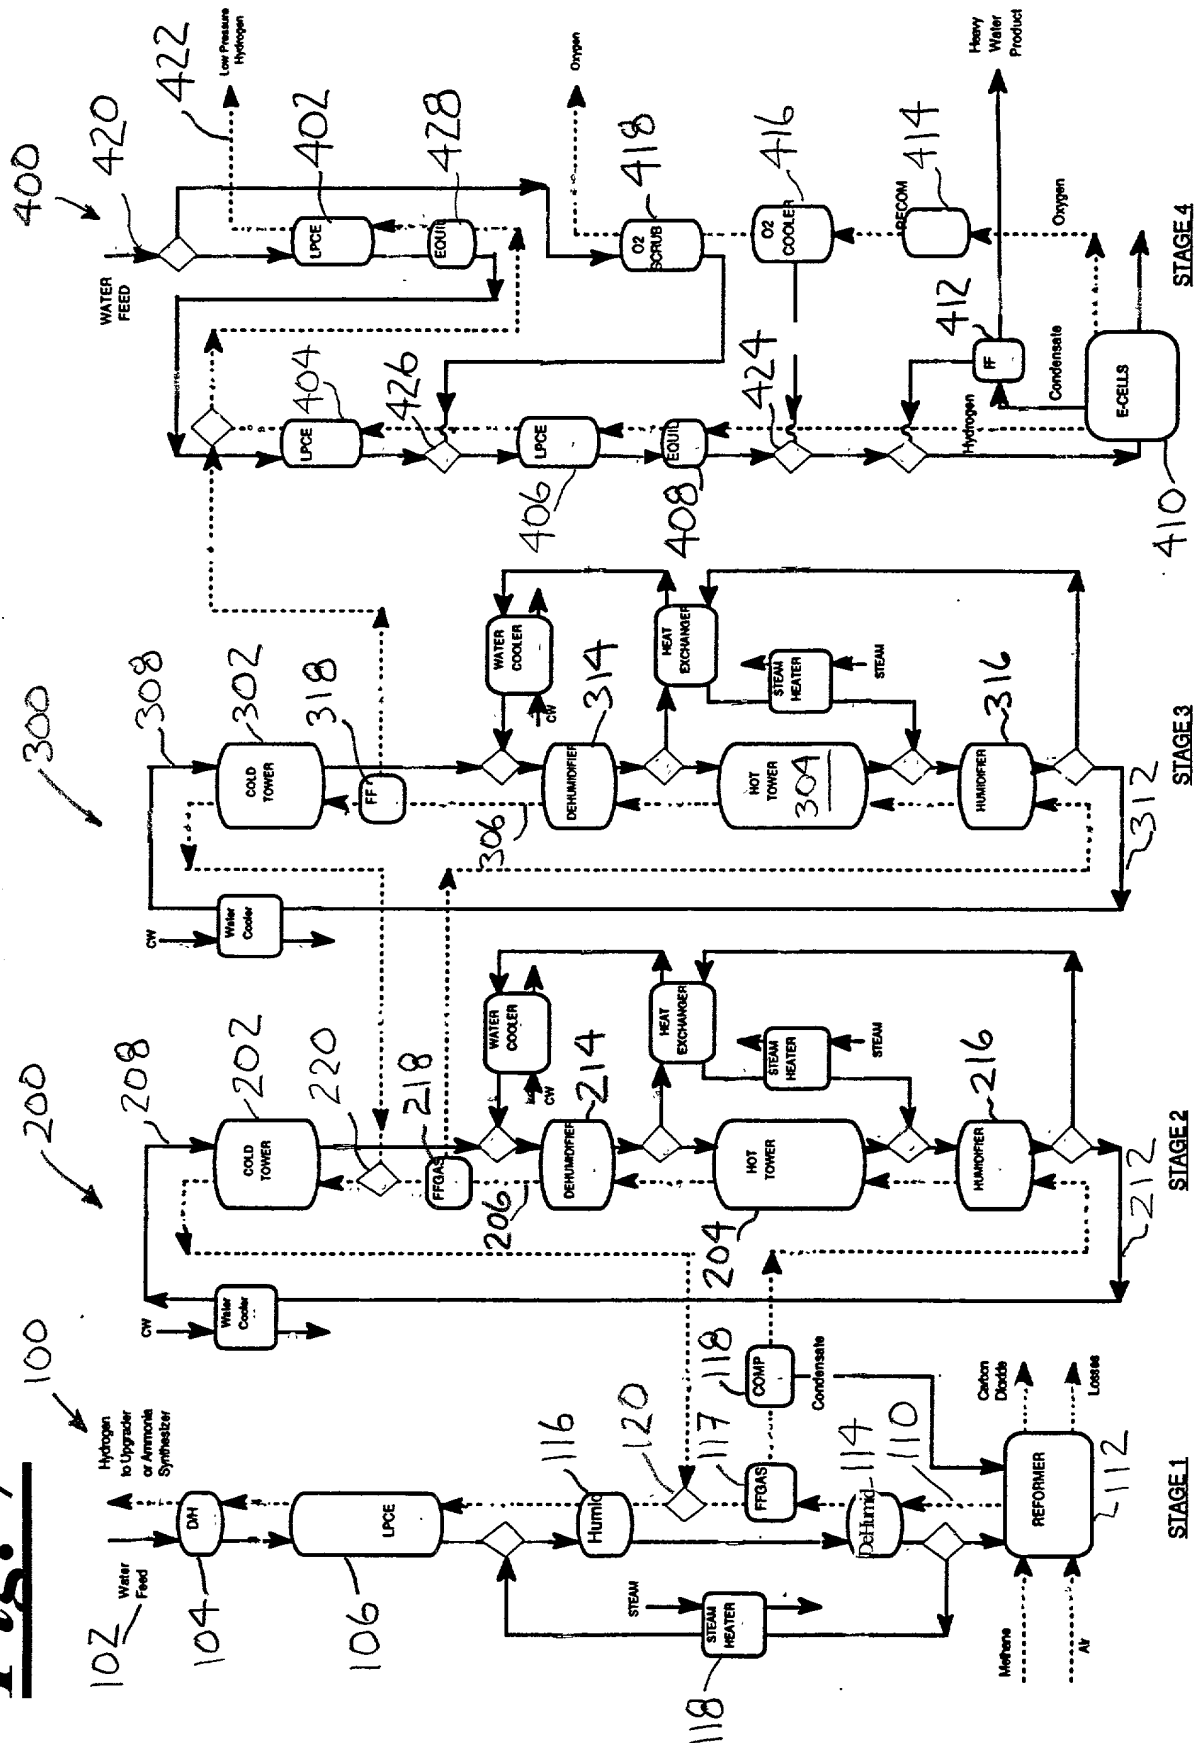 Fig. 7
100
102
Water
Feed
Hydrogen
to Upgrader
or Ammonia
Synthesizer
D/H
104
LPCE
106
Humid
116
120
STEAM
STEAM
HEATER
118
FFGAS
117
COMP
118
Condensate
DeHumid
114
110
REFORMER
112
Methane
Air
Carbon
Dioxide
Losses
STAGE 1
200
208
CW
Water
Cooler
COLD
TOWER
202
220
FFGAS
218
206
WATER
COOLER
CW
DEHUMIDIFIER
214
HEAT
EXCHANGER
HOT
TOWER
204
STEAM
HEATER
STEAM
HUMIDIFIER
216
212
STAGE 2
300
308
CW
Water
Cooler
COLD
TOWER
302
FF
318
306
WATER
COOLER
CW
DEHUMIDIFIER
314
HEAT
EXCHANGER
HOT
TOWER
304
STEAM
HEATER
STEAM
HUMIDIFIER
316
312
STAGE 3
400
420
422
WATER
FEED
Low Pressure
Hydrogen
LPCE
402
EQUIL
428
LPCE
404
426
LPCE
406
EQUIL
408
424
Oxygen
O2
SCRUB
418
O2
COOLER
416
RECOM
414
Oxygen
412
FF
Condensate
Hydrogen
Heavy
Water
Product
E-CELLS
410
STAGE 4